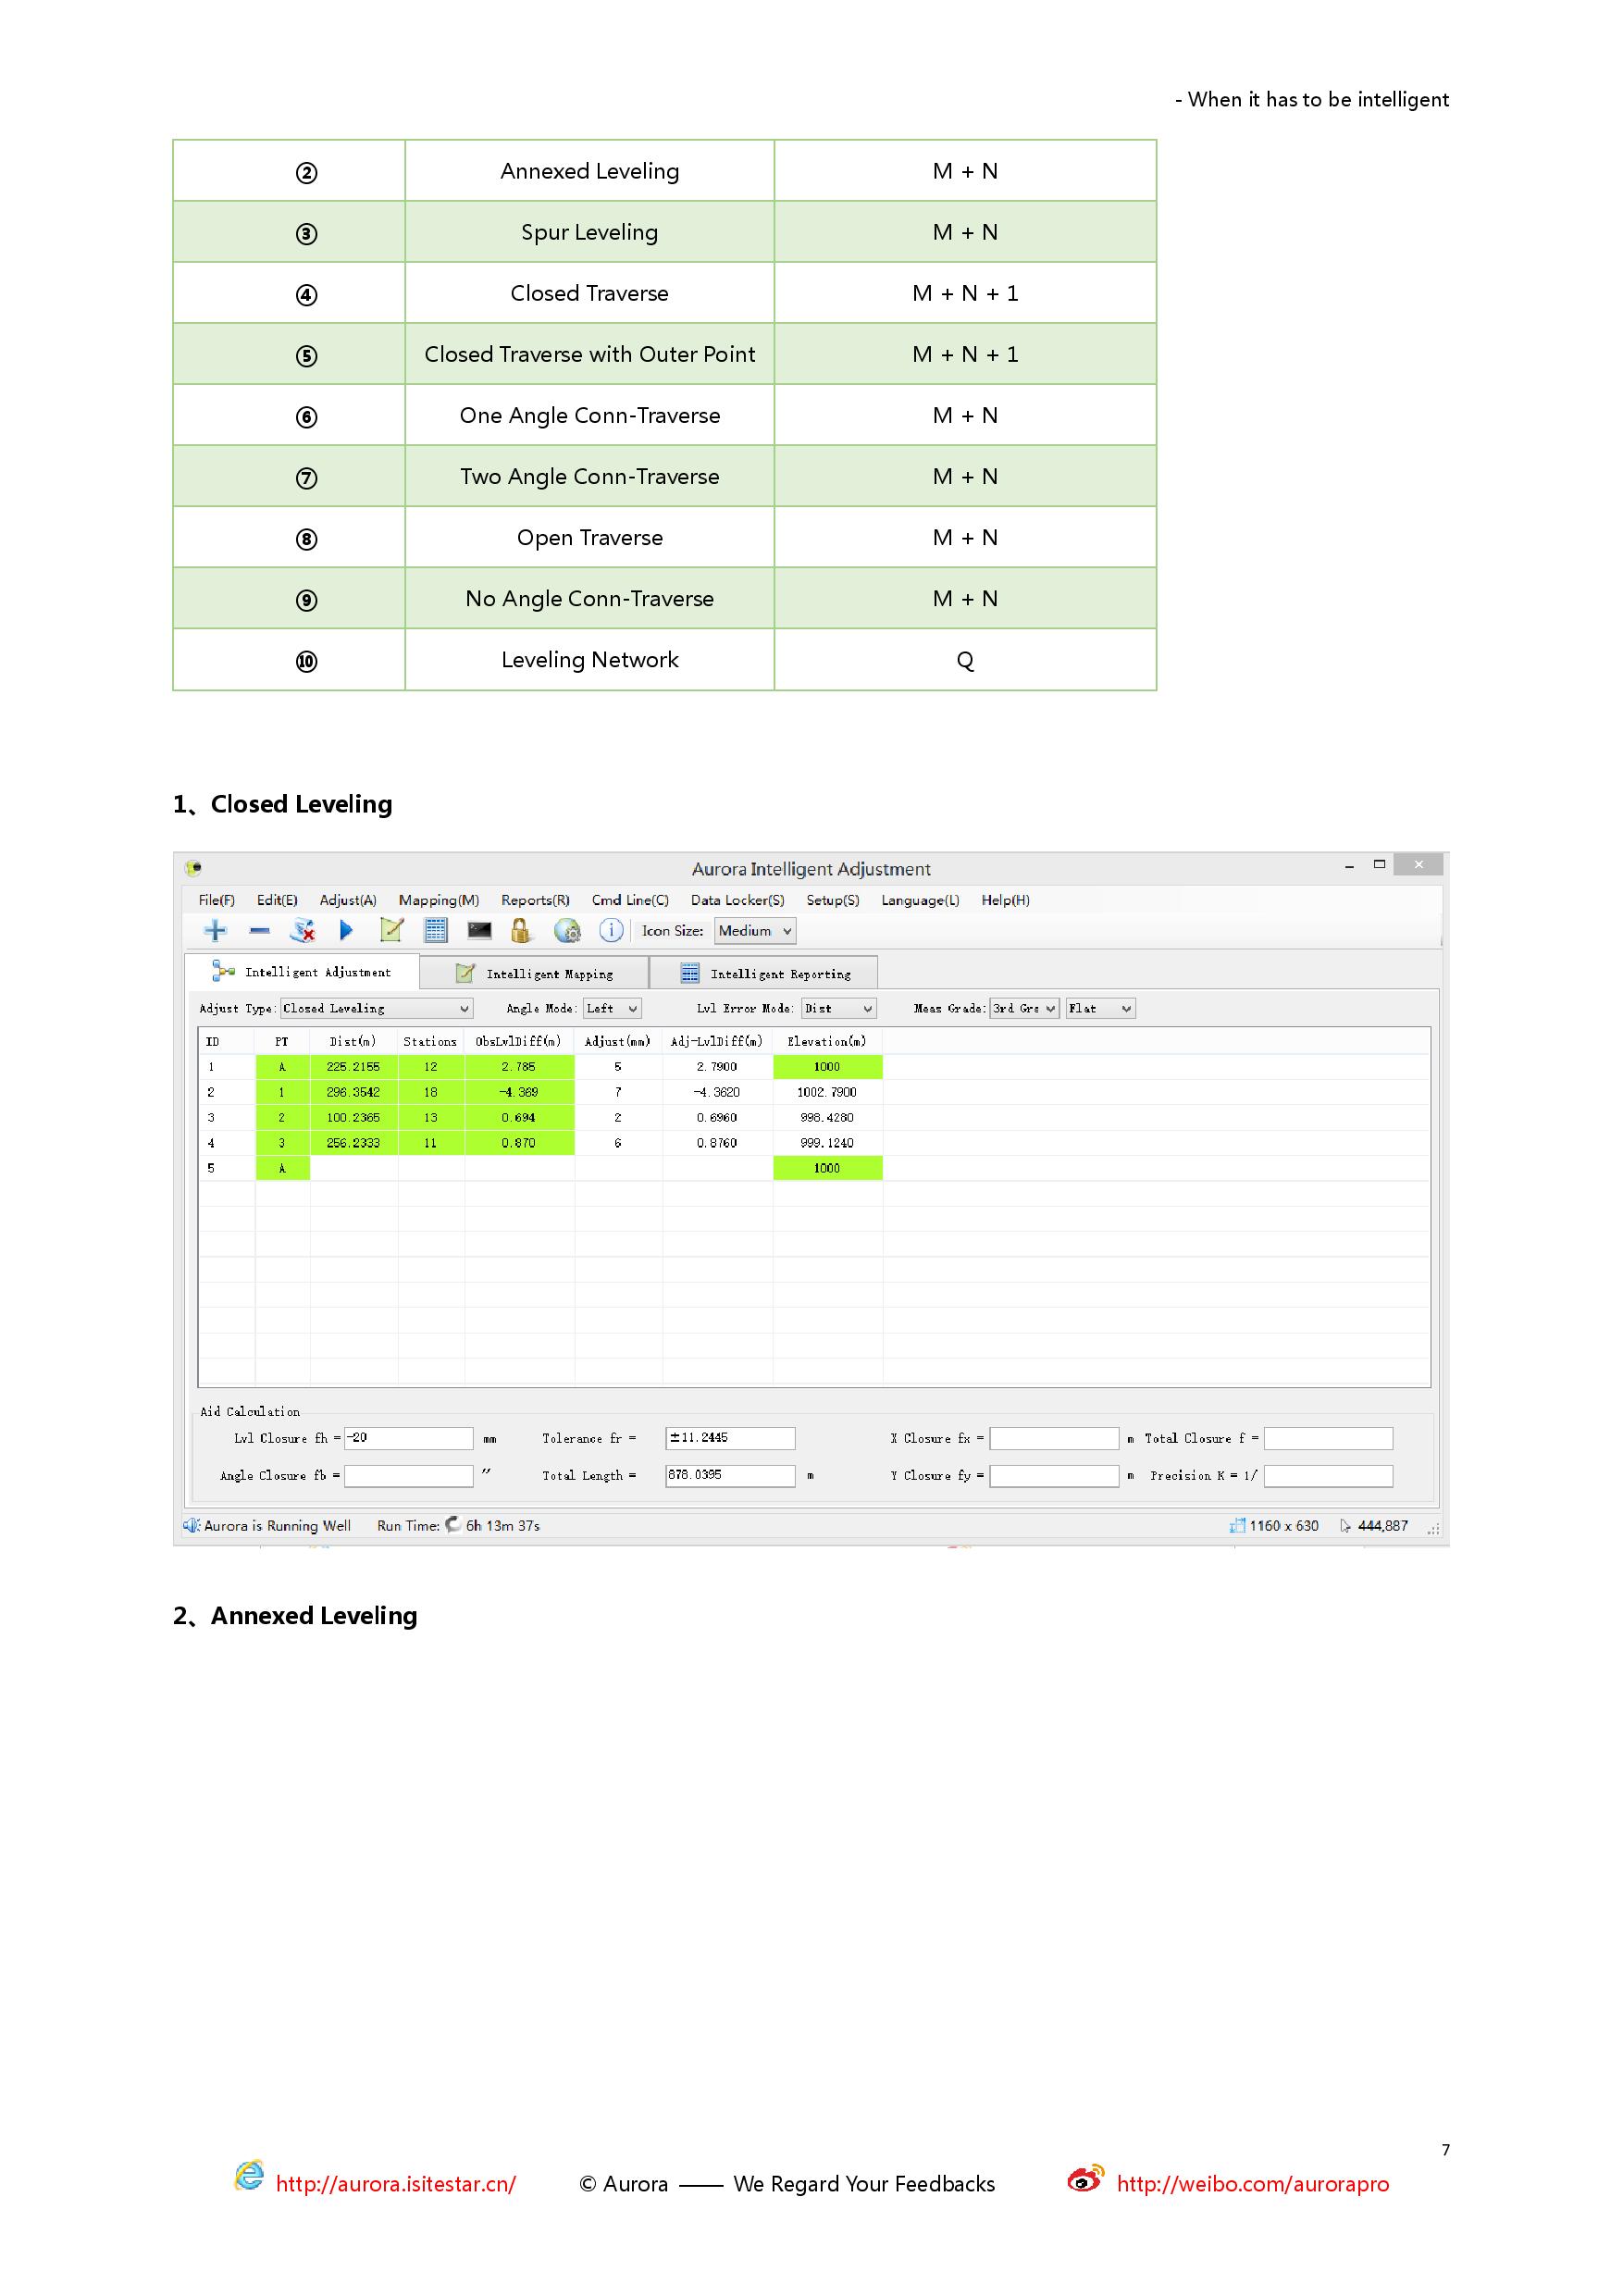 - When it has to be intelligent
② Annexed Leveling M + N
③ Spur Leveling M + N
④ Closed Traverse M + N + 1
⑤ Closed Traverse with Outer Point M + N + 1
⑥ One Angle Conn-Traverse M + N
⑦ Two Angle Conn-Traverse M + N
⑧ Open Traverse M + N
⑨ No Angle Conn-Traverse M + N
⑩ Leveling Network Q
1、Closed Leveling
Aurora Intelligent Adjustment
File(F) Edit(E) Adjust(A) Mapping(M) Reports(R) Cmd Line(C) Data Locker(S) Setup(S) Language(L) Help(H)
Icon Size: Medium
Intelligent Adjustment Intelligent Mapping Intelligent Reporting
Adjust Type: Closed Leveling Angle Mode: Left Lvl Error Mode: Dist Meas Grade: 3rd Gra Flat
ID PT Dist(m) Stations ObsLvlDiff(m) Adjust(mm) Adj-LvlDiff(m) Elevation(m)
1 A 225.2155 12 2.785 5 2.7900 1000
2 1 296.3542 18 -4.369 7 -4.3620 1002.7900
3 2 100.2365 13 0.694 2 0.6960 998.4280
4 3 256.2333 11 0.870 6 0.8760 999.1240
5 A 1000
Aid Calculation
Lvl Closure fh = -20 mm Tolerance fr = ±11.2445 X Closure fx = m Total Closure f =
Angle Closure fb = ″ Total Length = 878.0395 m Y Closure fy = m Precision K = 1/
Aurora is Running Well Run Time: 6h 13m 37s 1160 x 630 444,887
2、Annexed Leveling
7
http://aurora.isitestar.cn/ © Aurora —— We Regard Your Feedbacks http://weibo.com/aurorapro